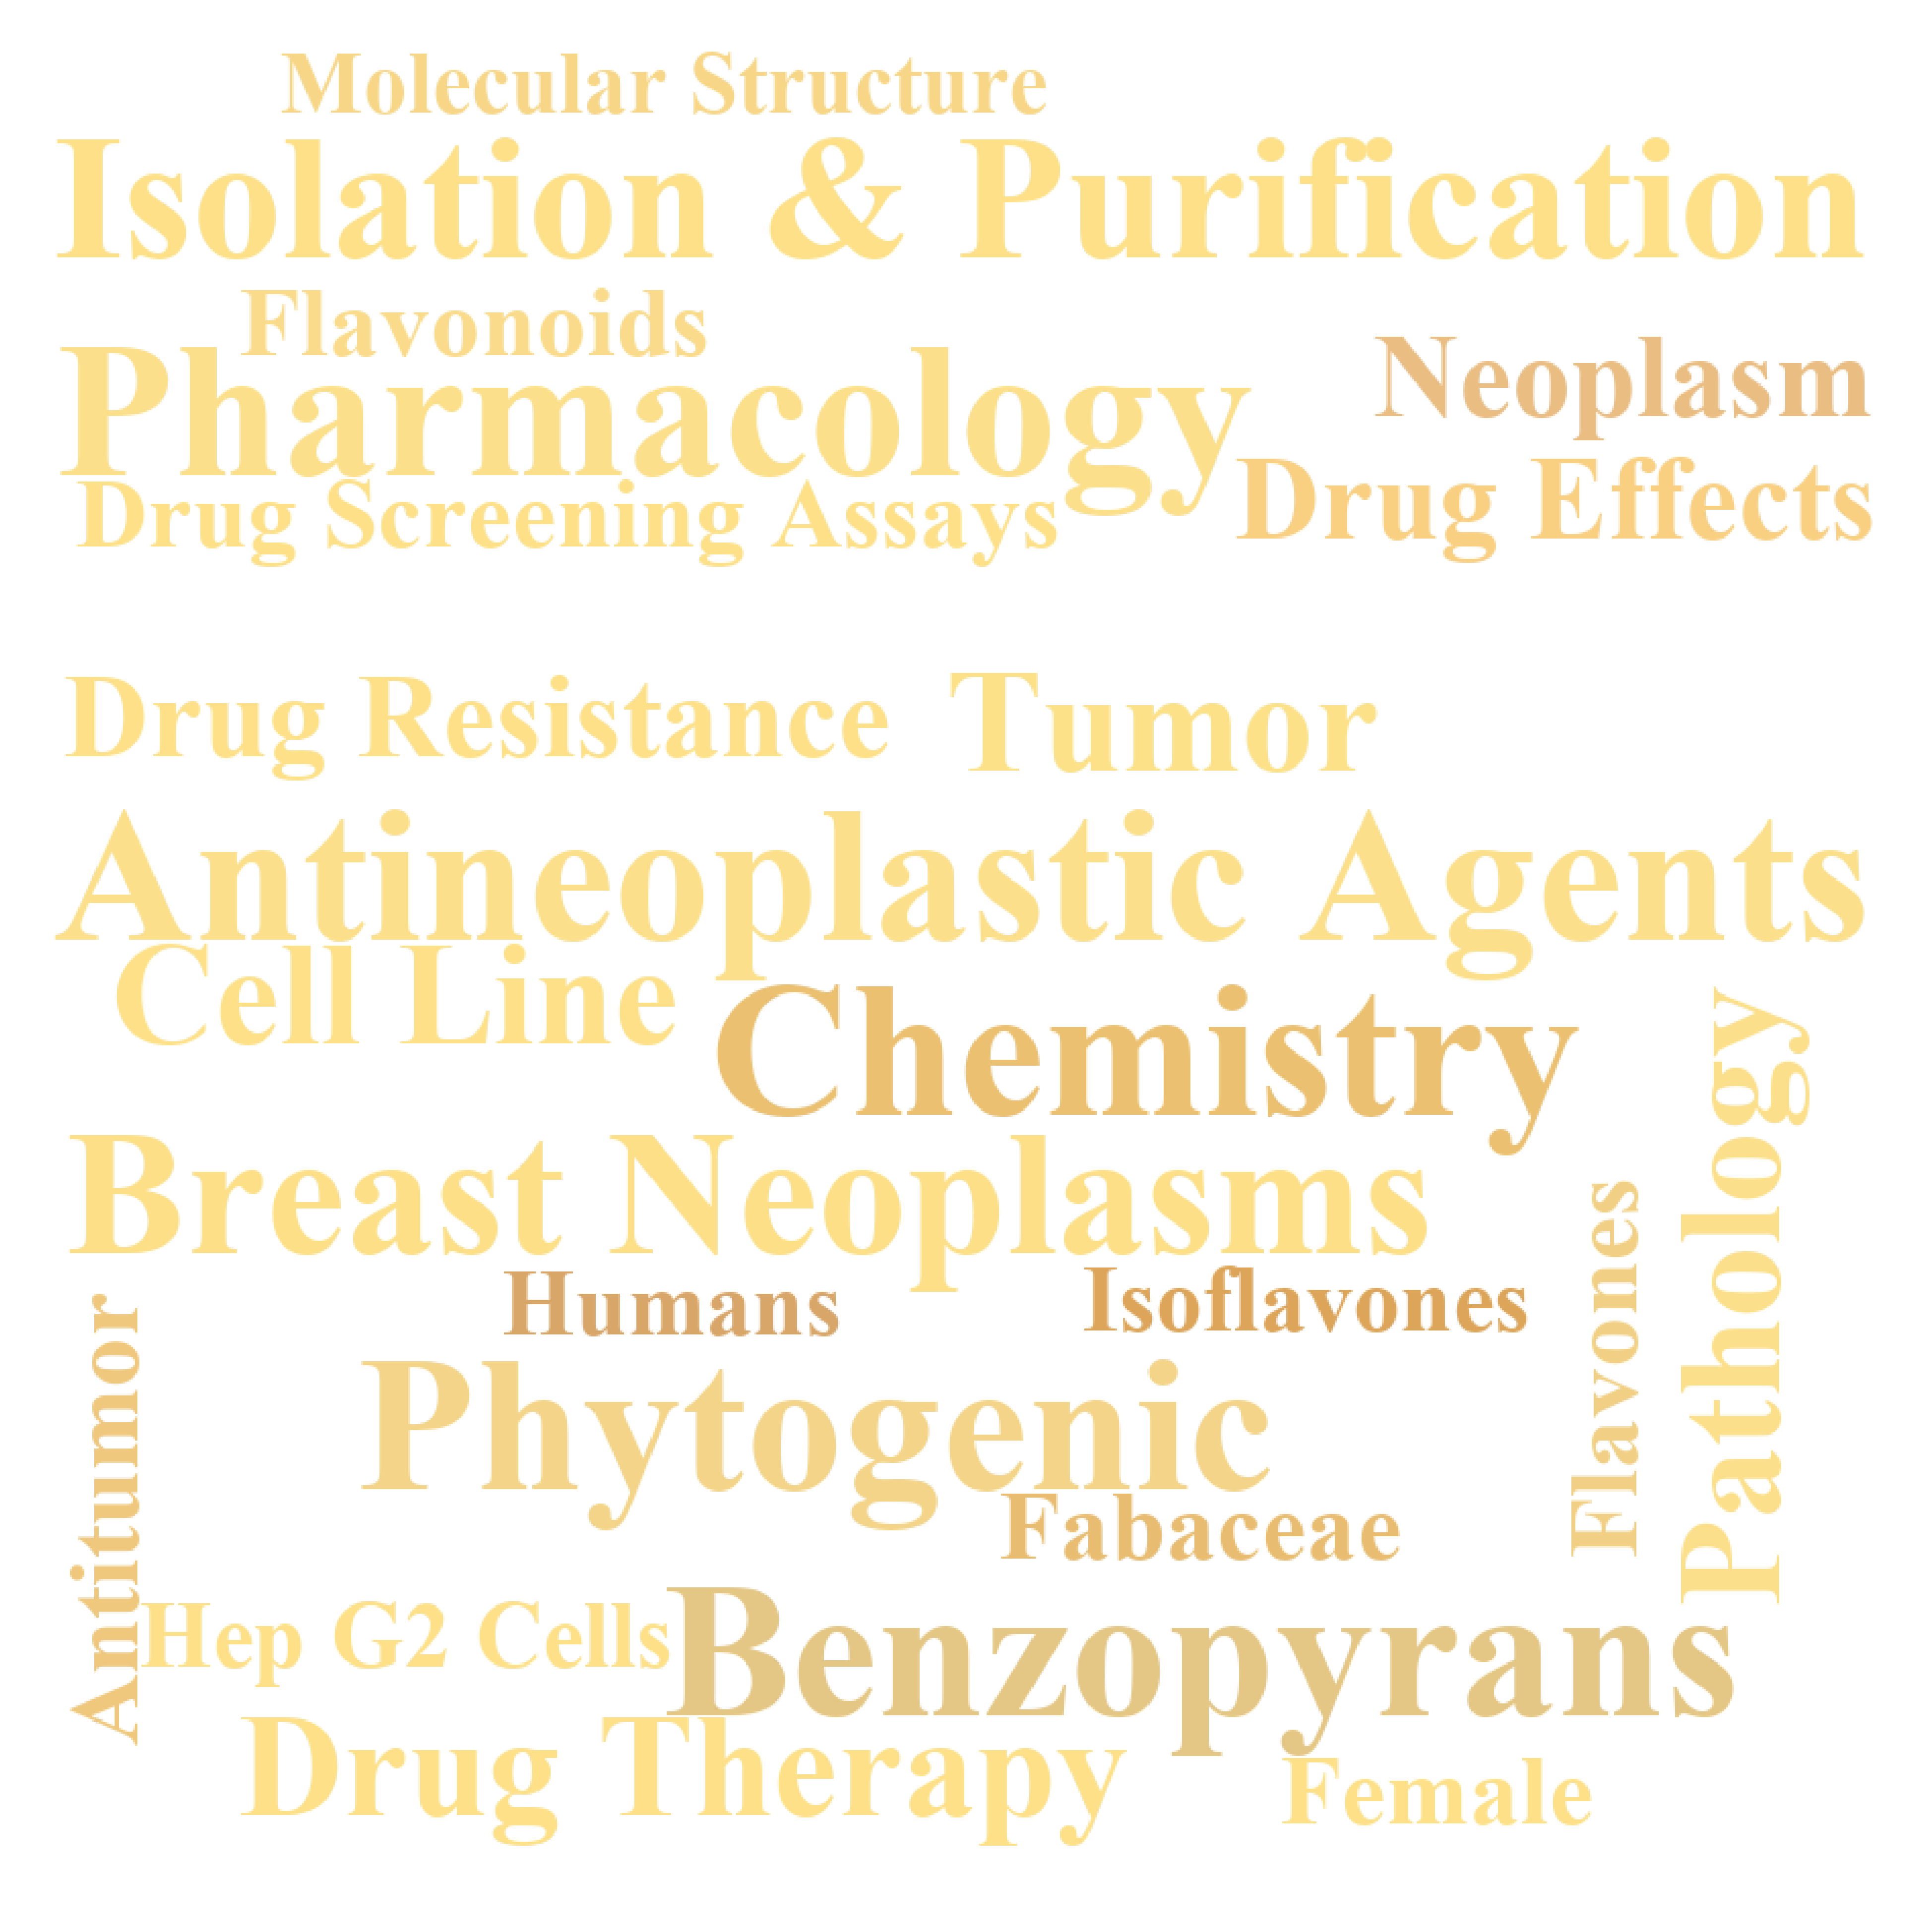 Molecular Structure
Isolation & Purification
Flavonoids
Pharmacology
Neoplasm
Drug Screening Assays
Drug Effects
Drug Resistance
Tumor
Antineoplastic Agents
Cell Line
Chemistry
Pathology
Breast Neoplasms
Flavones
Humans
Isoflavones
Antitumor
Phytogenic
Fabaceae
Hep G2 Cells
Benzopyrans
Drug Therapy
Female